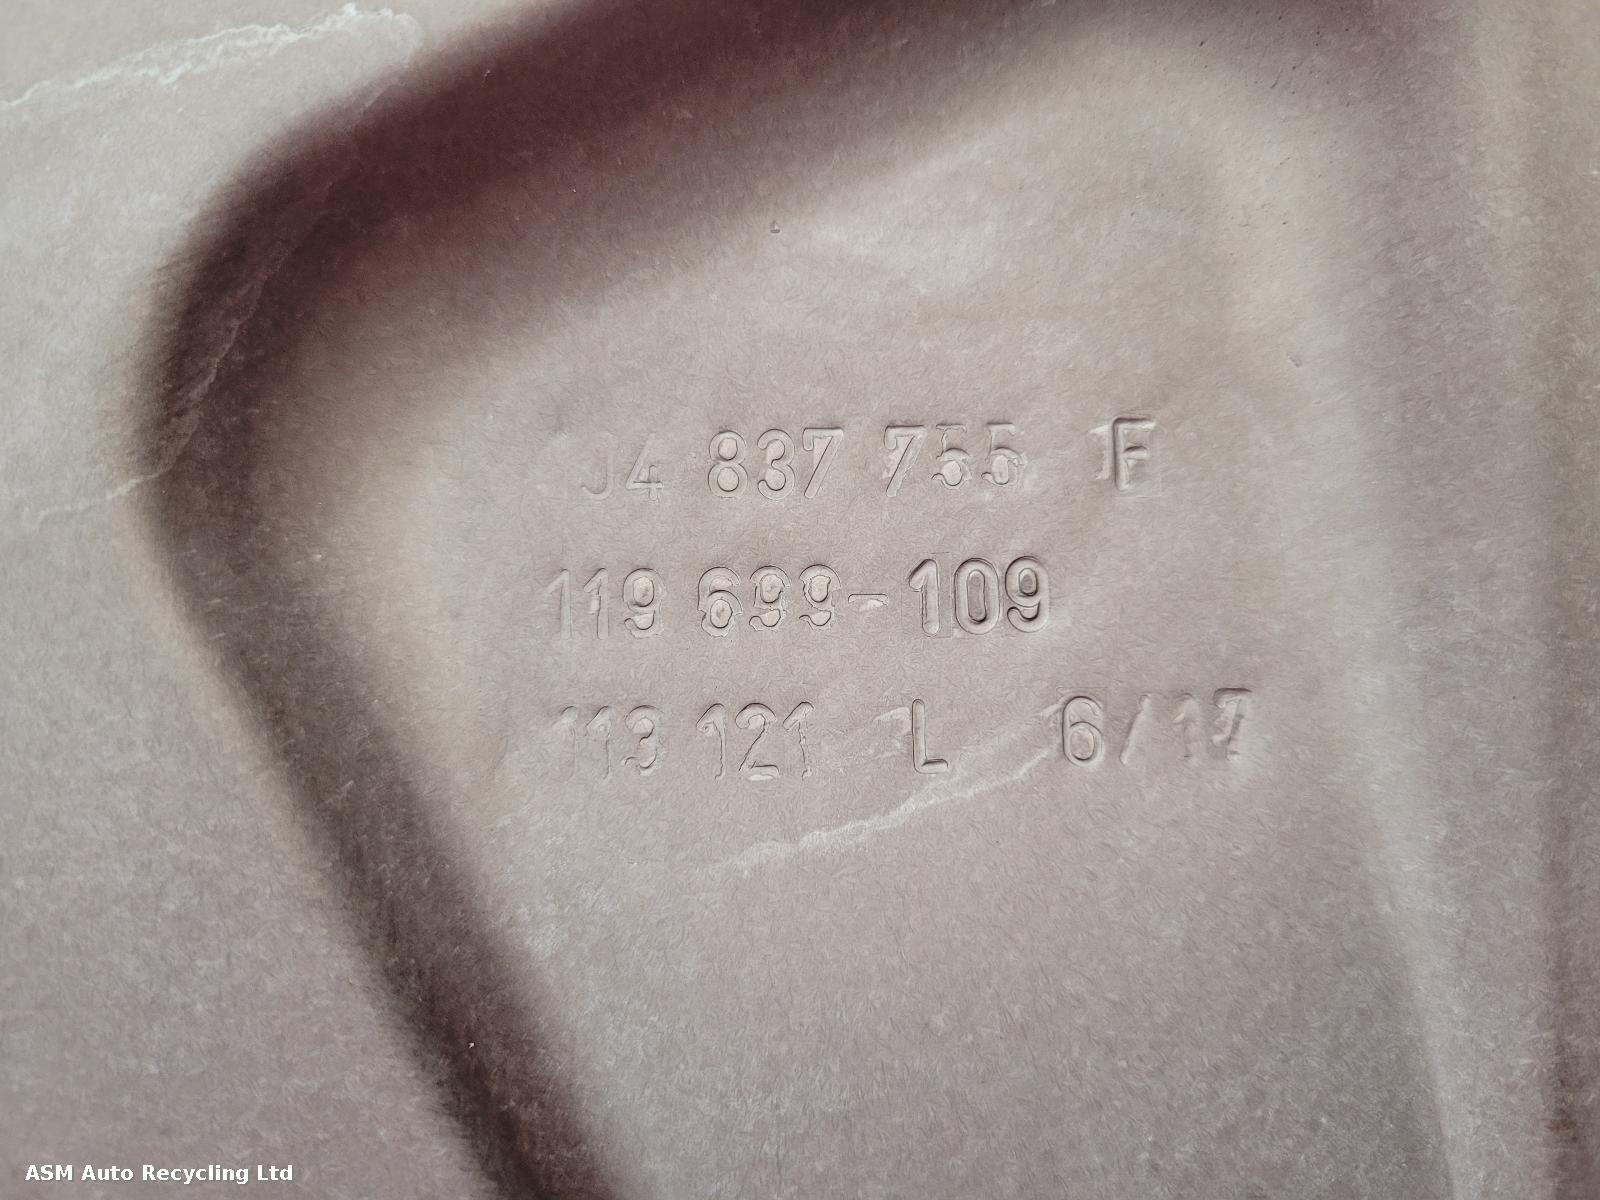 J4 837 755 F
119 699-109
113 121 L 6/17
ASM Auto Recycling Ltd